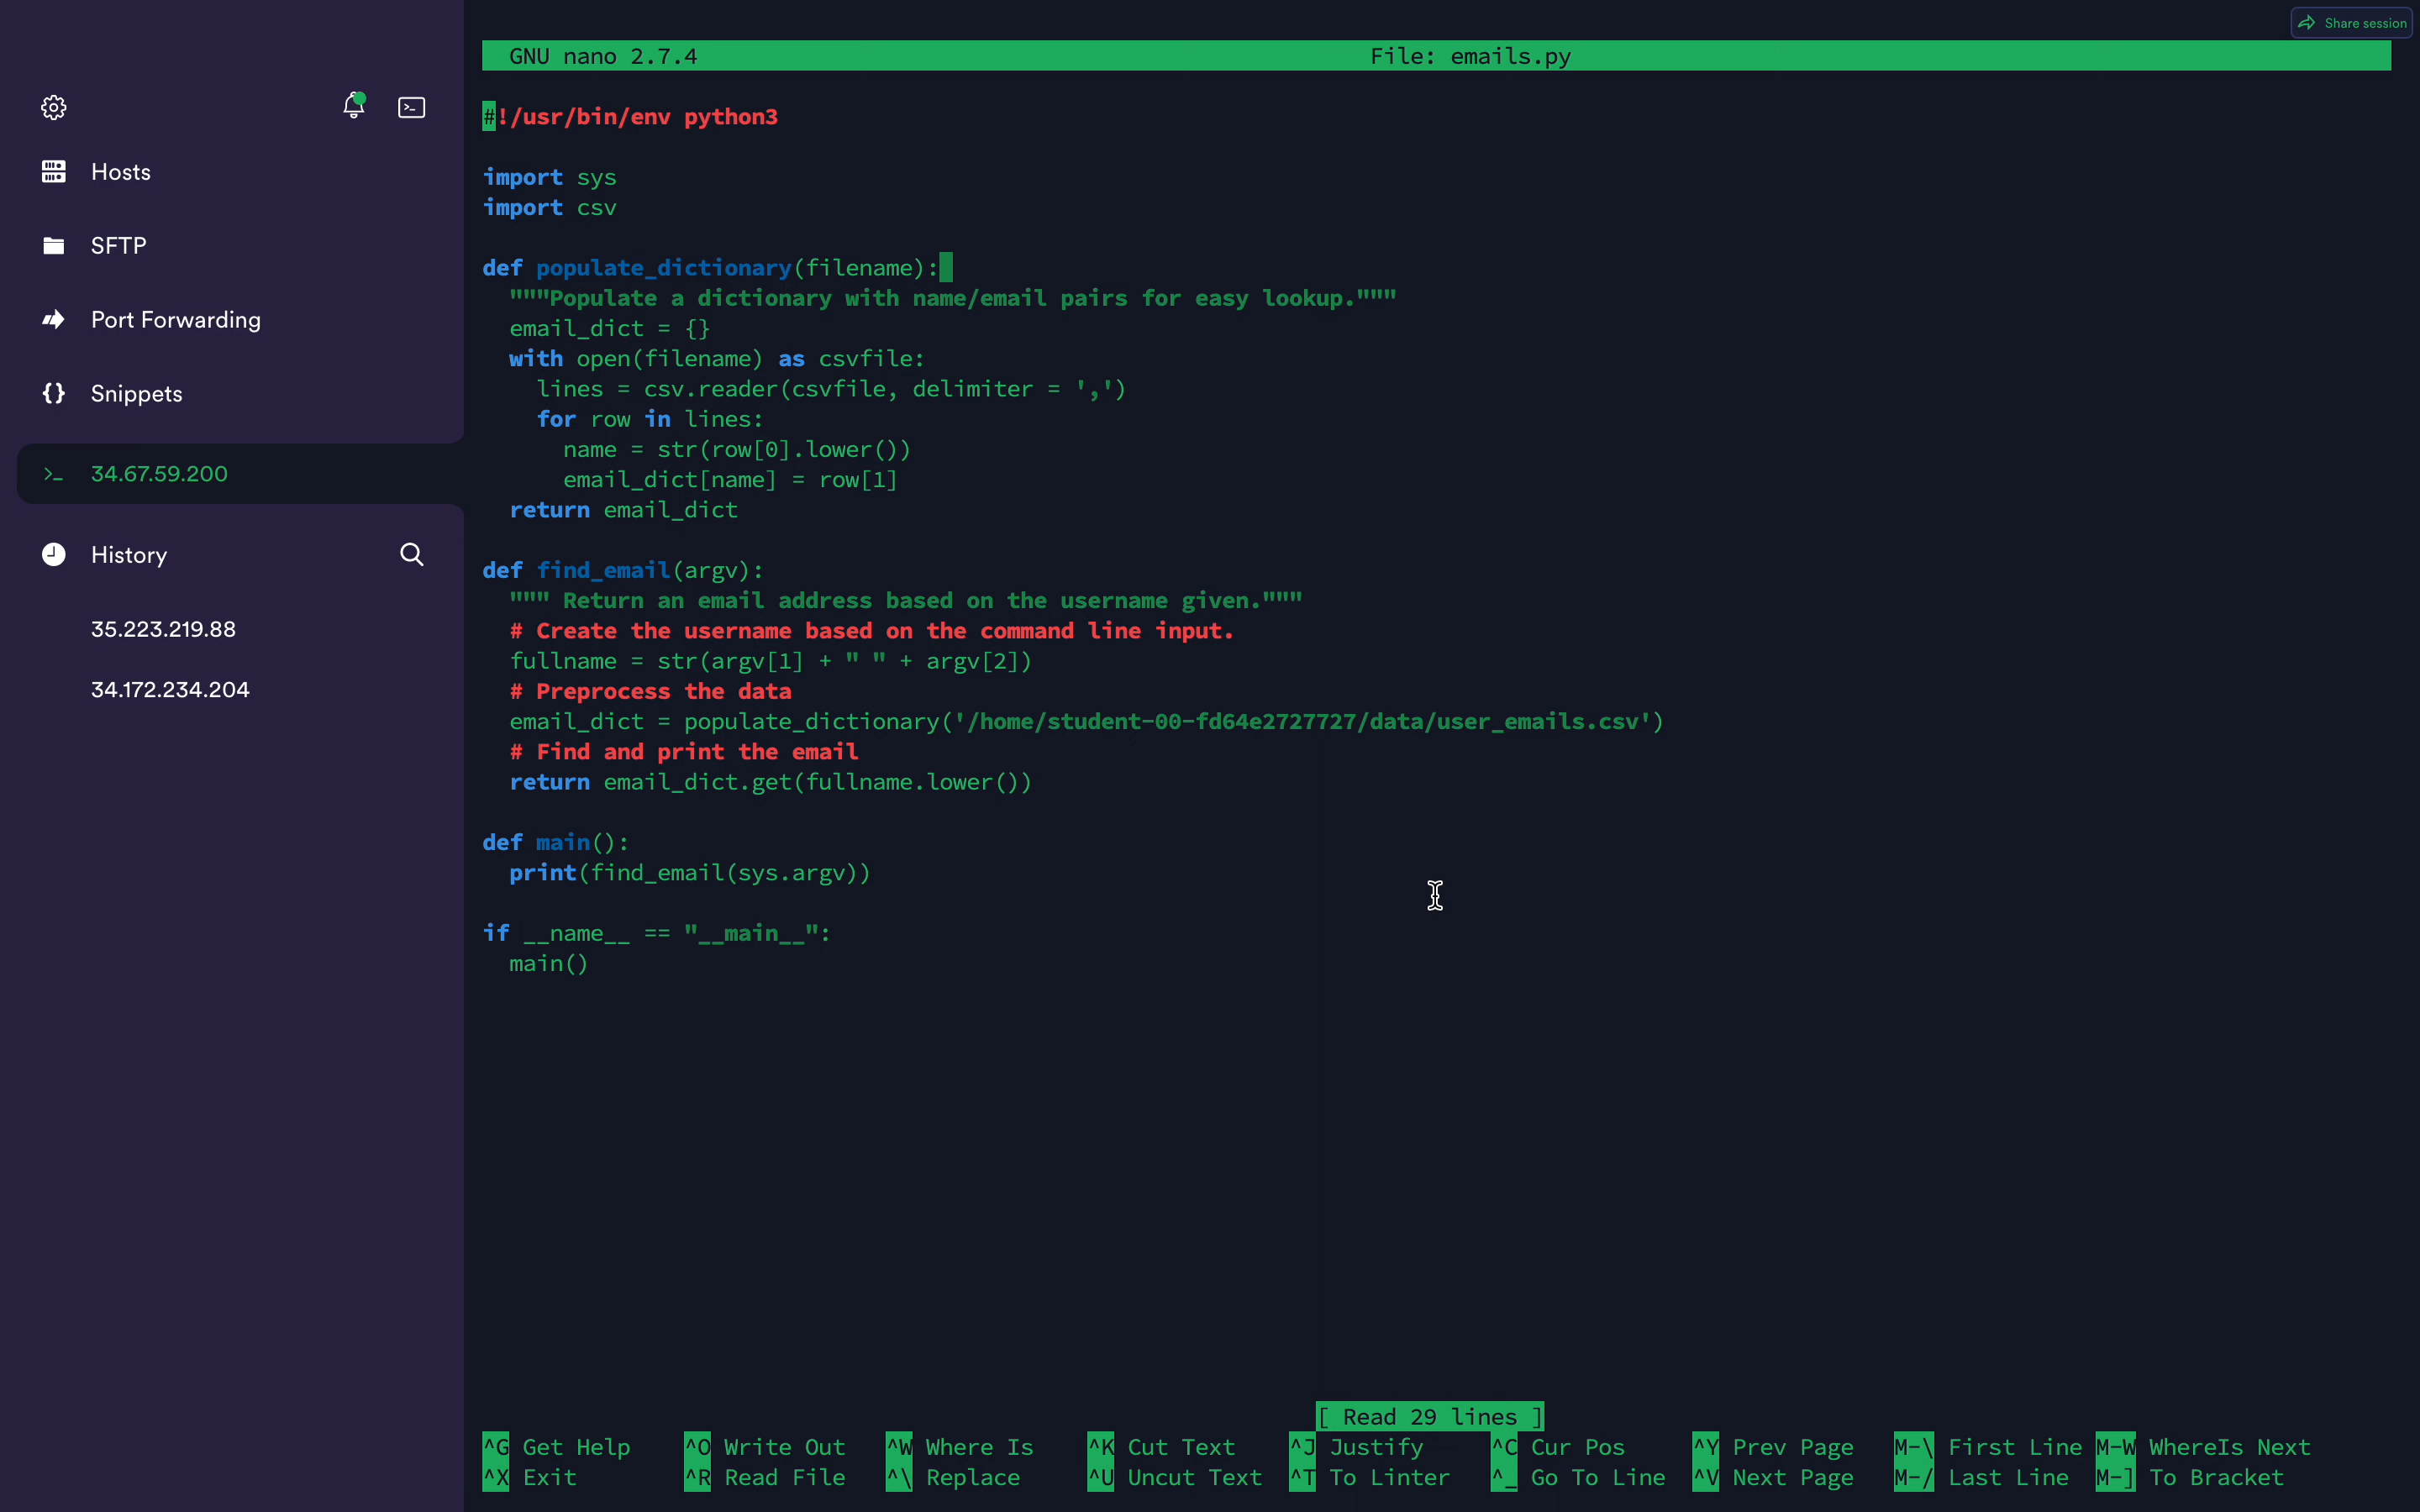 Share session
GNU nano 2.7.4 File: emails.py
Hosts
SFTP
Port Forwarding
Snippets
34.67.59.200
History
35.223.219.88
34.172.234.204
#!/usr/bin/env python3
import sys
import csv
def populate_dictionary(filename):
  """Populate a dictionary with name/email pairs for easy lookup."""
  email_dict = {}
  with open(filename) as csvfile:
    lines = csv.reader(csvfile, delimiter = ',')
    for row in lines:
      name = str(row[0].lower())
      email_dict[name] = row[1]
  return email_dict
def find_email(argv):
  """ Return an email address based on the username given."""
  # Create the username based on the command line input.
  fullname = str(argv[1] + " " + argv[2])
  # Preprocess the data
  email_dict = populate_dictionary('/home/student-00-fd64e2727727/data/user_emails.csv')
  # Find and print the email
  return email_dict.get(fullname.lower())
def main():
  print(find_email(sys.argv))
if __name__ == "__main__":
  main()
[ Read 29 lines ]
^G Get Help ^O Write Out ^W Where Is ^K Cut Text ^J Justify ^C Cur Pos ^Y Prev Page M-\ First Line M-W WhereIs Next
^X Exit ^R Read File ^\ Replace ^U Uncut Text ^T To Linter ^_ Go To Line ^V Next Page M-/ Last Line M-] To Bracket